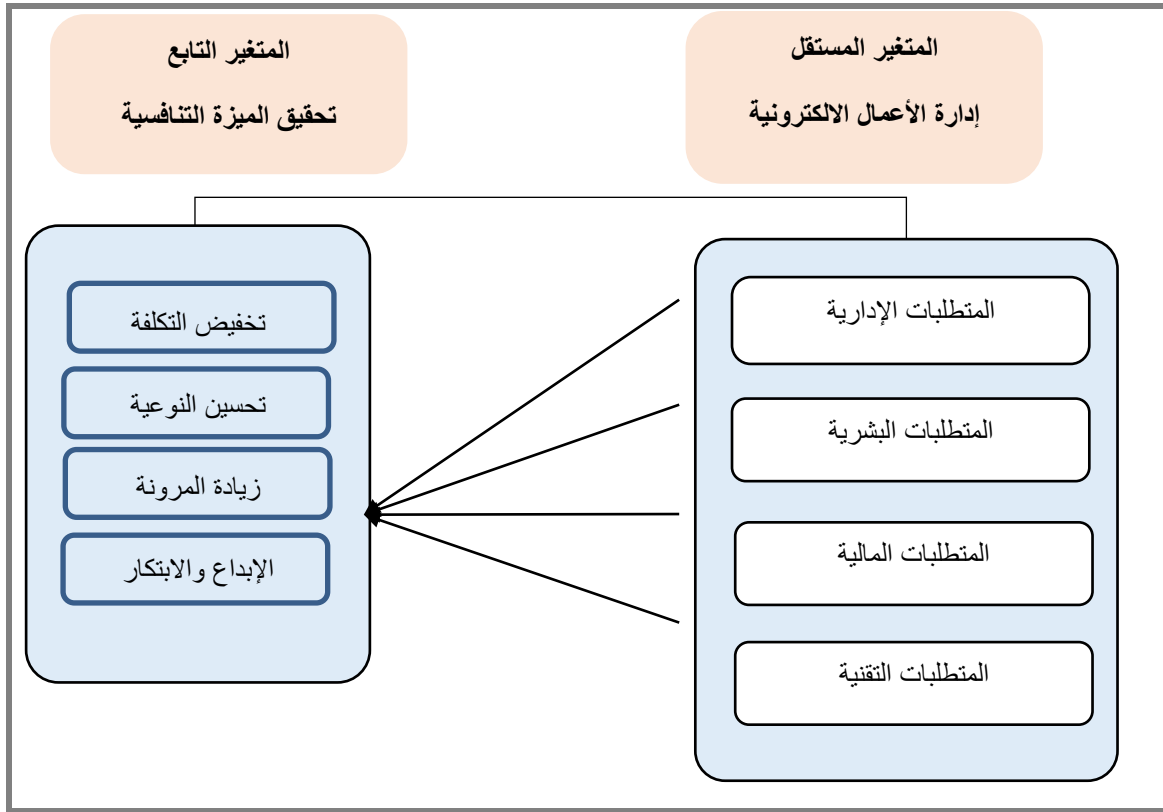 المتغير المستقل
إدارة الأعمال الالكترونية
المتغير التابع
تحقيق الميزة التنافسية
المتطلبات الإدارية
المتطلبات البشرية
المتطلبات المالية
المتطلبات التقنية
تخفيض التكلفة
تحسين النوعية
زيادة المرونة
الإبداع والابتكار